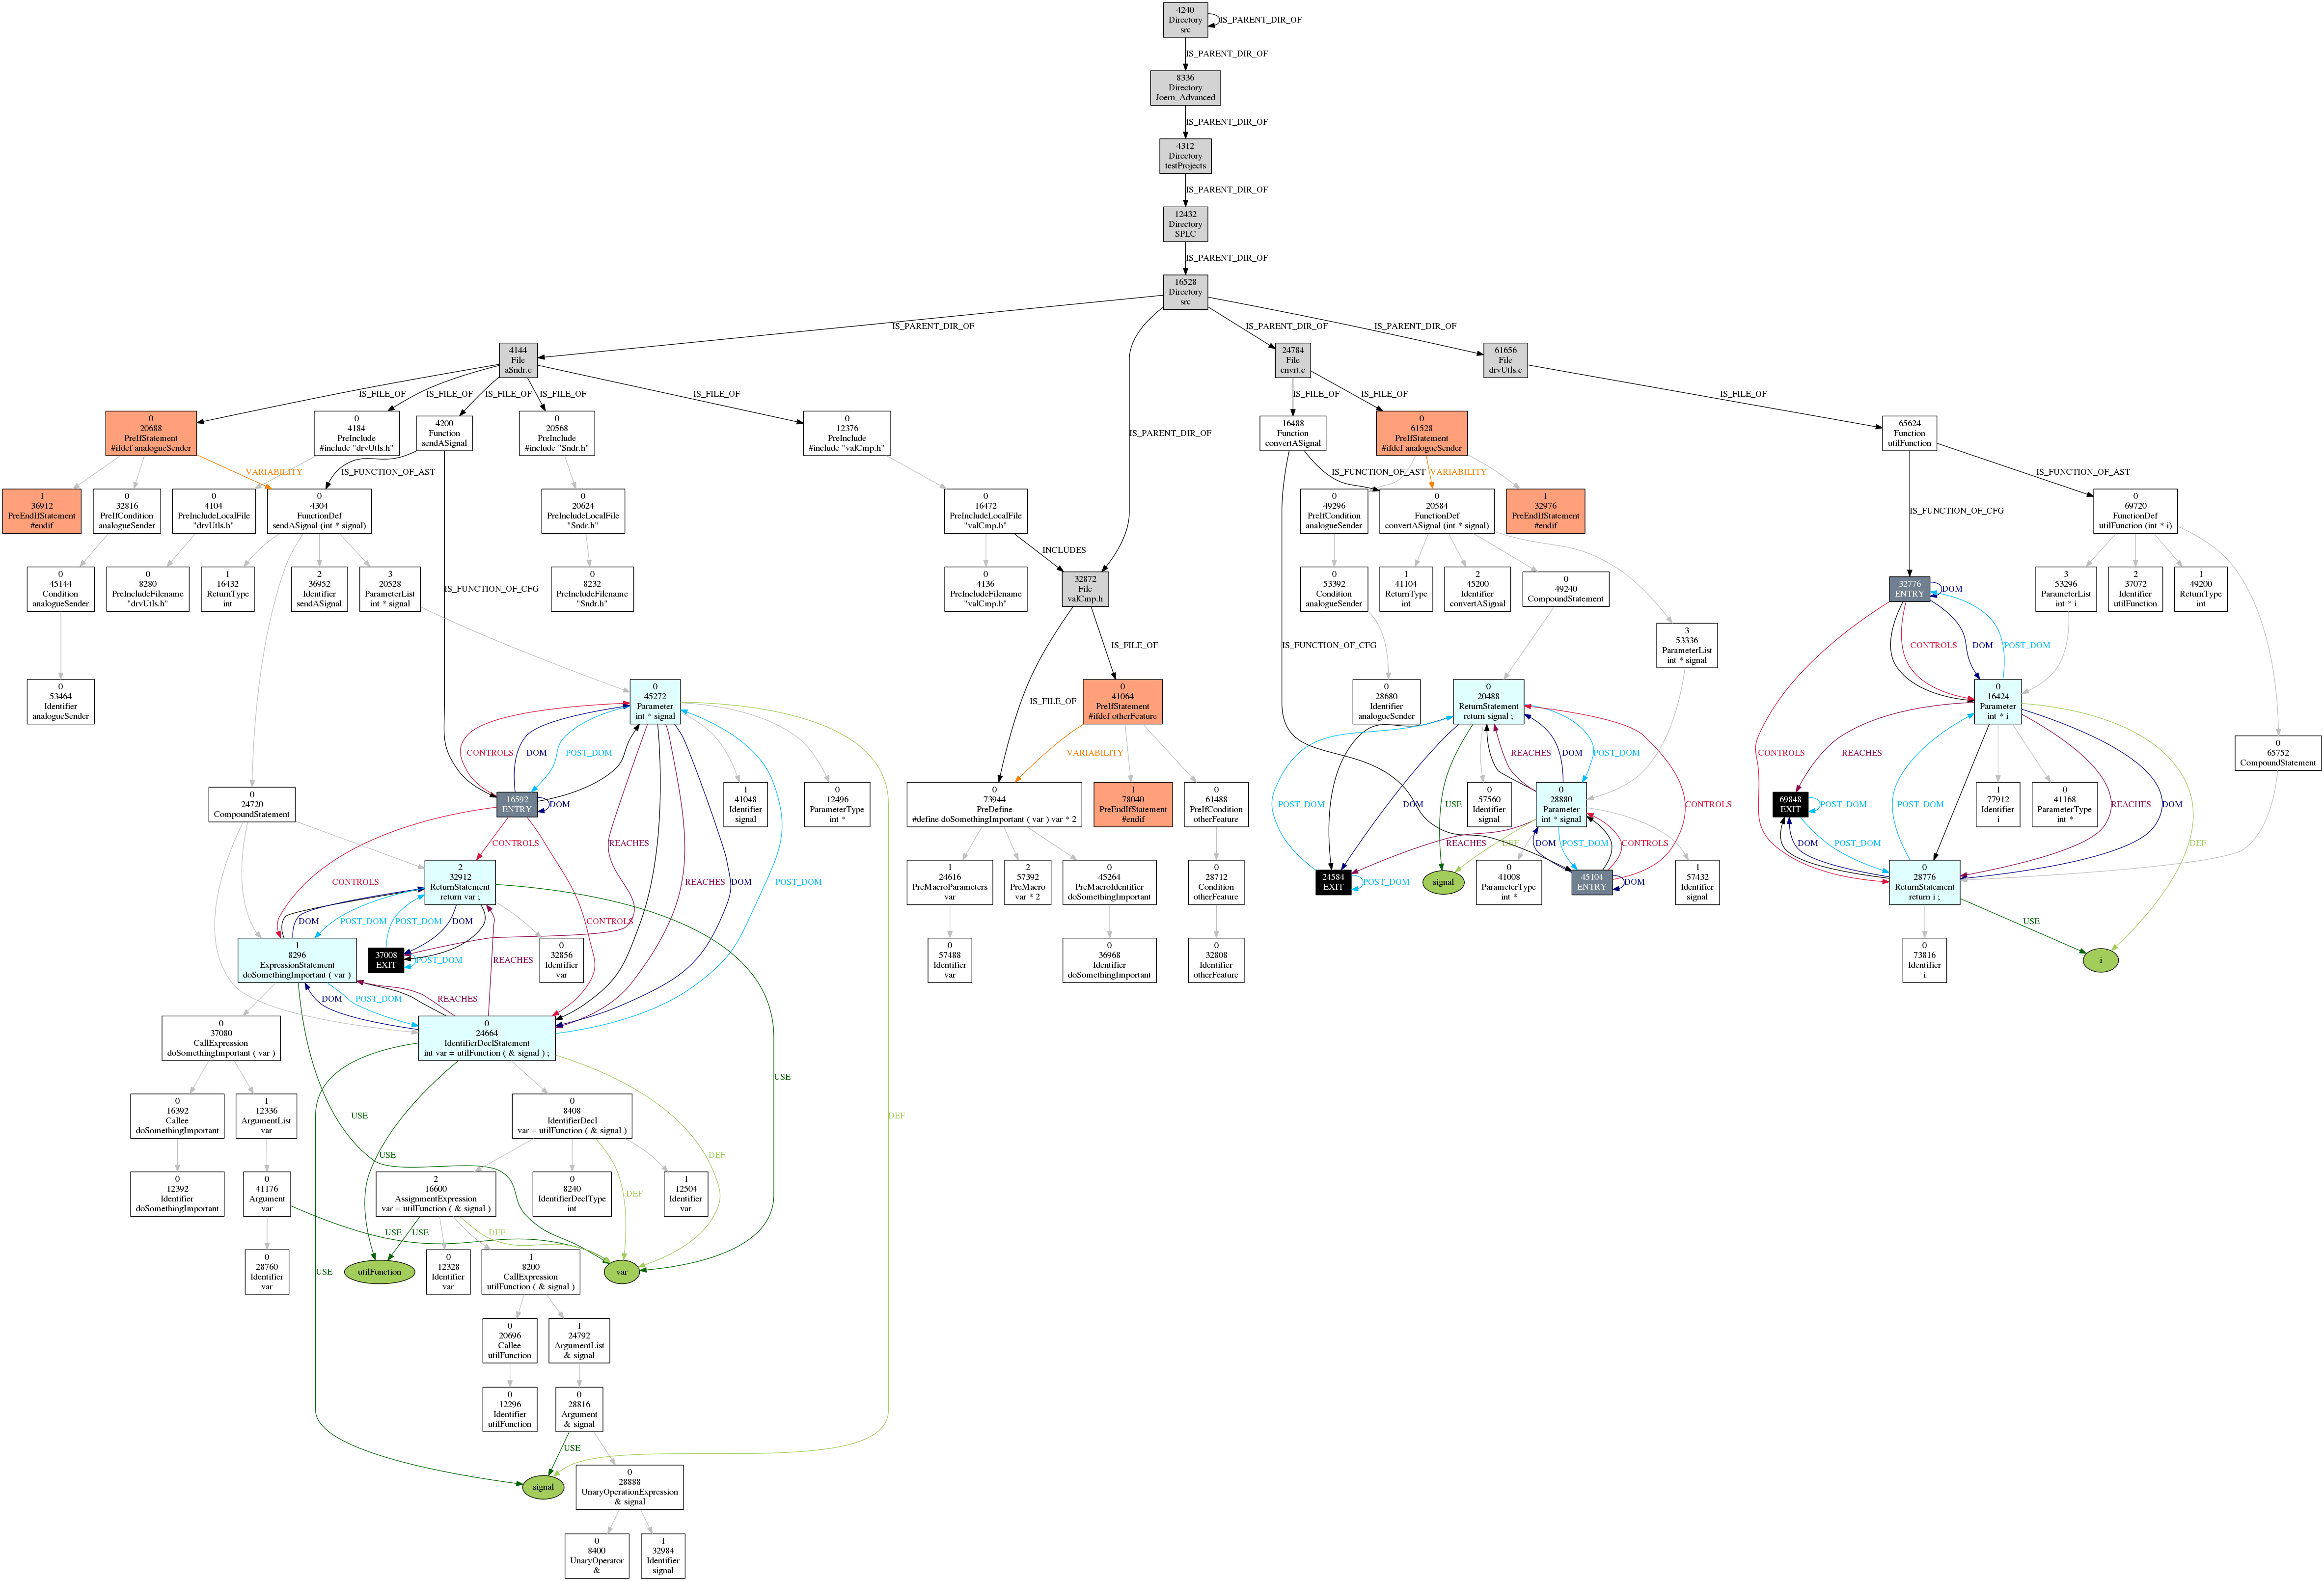 4240
Directory
src
IS_PARENT_DIR_OF
IS_PARENT_DIR_OF
8336
Directory
Joern_Advanced
IS_PARENT_DIR_OF
4312
Directory
testProjects
IS_PARENT_DIR_OF
12432
Directory
SPLC
IS_PARENT_DIR_OF
16528
Directory
src
IS_PARENT_DIR_OF
IS_PARENT_DIR_OF
IS_PARENT_DIR_OF
IS_PARENT_DIR_OF
4144
File
aSndr.c
24784
File
cnvrt.c
61656
File
drvUtils.c
IS_FILE_OF
IS_FILE_OF
IS_FILE_OF
IS_FILE_OF
IS_FILE_OF
IS_FILE_OF
IS_FILE_OF
IS_FILE_OF
0
20688
PreIfStatement
#ifdef analogueSender
0
4184
PreInclude
#include "drvUtils.h"
4200
Function
sendASignal
0
20568
PreInclude
#include "Sndr.h"
0
12376
PreInclude
#include "valCmp.h"
16488
Function
convertASignal
0
61528
PreIfStatement
#ifdef analogueSender
65624
Function
utilFunction
VARIABILITY
IS_FUNCTION_OF_AST
IS_FUNCTION_OF_AST
VARIABILITY
IS_FUNCTION_OF_AST
1
36912
PreEndIfStatement
#endif
0
32816
PreIfCondition
analogueSender
0
4104
PreIncludeLocalFile
"drvUtils.h"
0
4304
FunctionDef
sendASignal (int * signal)
0
20624
PreIncludeLocalFile
"Sndr.h"
0
16472
PreIncludeLocalFile
"valCmp.h"
0
49296
PreIfCondition
analogueSender
0
20584
FunctionDef
convertASignal (int * signal)
1
32976
PreEndIfStatement
#endif
IS_FUNCTION_OF_CFG
0
69720
FunctionDef
utilFunction (int * i)
INCLUDES
0
45144
Condition
analogueSender
0
8280
PreIncludeFilename
"drvUtils.h"
1
16432
ReturnType
int
2
36952
Identifier
sendASignal
3
20528
ParameterList
int * signal
IS_FUNCTION_OF_CFG
0
8232
PreIncludeFilename
"Sndr.h"
0
4136
PreIncludeFilename
"valCmp.h"
32872
File
valCmp.h
0
53392
Condition
analogueSender
1
41104
ReturnType
int
2
45200
Identifier
convertASignal
0
49240
CompoundStatement
32776
ENTRY
DOM
3
53296
ParameterList
int * i
2
37072
Identifier
utilFunction
1
49200
ReturnType
int
IS_FUNCTION_OF_CFG
3
53336
ParameterList
int * signal
IS_FILE_OF
CONTROLS
DOM
POST_DOM
0
53464
Identifier
analogueSender
0
45272
Parameter
int * signal
IS_FILE_OF
0
41064
PreIfStatement
#ifdef otherFeature
0
28680
Identifier
analogueSender
0
20488
ReturnStatement
return signal ;
0
16424
Parameter
int * i
CONTROLS
DOM
POST_DOM
VARIABILITY
REACHES
DOM
POST_DOM
CONTROLS
REACHES
0
65752
CompoundStatement
0
24720
CompoundStatement
16592
ENTRY
DOM
1
41048
Identifier
signal
0
12496
ParameterType
int *
0
73944
PreDefine
#define doSomethingImportant ( var ) var * 2
1
78040
PreEndIfStatement
#endif
0
61488
PreIfCondition
otherFeature
POST_DOM
DOM
USE
0
57560
Identifier
signal
0
28880
Parameter
int * signal
CONTROLS
69848
EXIT
POST_DOM
1
77912
Identifier
i
0
41168
ParameterType
int *
REACHES
DOM
CONTROLS
REACHES
REACHES
DEF
POST_DOM
CONTROLS
DOM
POST_DOM
POST_DOM
DEF
CONTROLS
2
32912
ReturnStatement
return var ;
REACHES
DOM
POST_DOM
1
24616
PreMacroParameters
var
2
57392
PreMacro
var * 2
0
45264
PreMacroIdentifier
doSomethingImportant
0
28712
Condition
otherFeature
24584
EXIT
POST_DOM
signal
0
41008
ParameterType
int *
45104
ENTRY
DOM
1
57432
Identifier
signal
0
28776
ReturnStatement
return i ;
DOM
POST_DOM
POST_DOM
DOM
CONTROLS
USE
1
8296
ExpressionStatement
doSomethingImportant ( var )
37008
EXIT
POST_DOM
0
32856
Identifier
var
REACHES
0
57488
Identifier
var
0
36968
Identifier
doSomethingImportant
0
32808
Identifier
otherFeature
0
73816
Identifier
i
i
DOM
POST_DOM
REACHES
0
37080
CallExpression
doSomethingImportant ( var )
0
24664
IdentifierDeclStatement
int var = utilFunction ( & signal ) ;
USE
0
16392
Callee
doSomethingImportant
1
12336
ArgumentList
var
USE
0
8408
IdentifierDecl
var = utilFunction ( & signal )
DEF
USE
DEF
0
12392
Identifier
doSomethingImportant
0
41176
Argument
var
2
16600
AssignmentExpression
var = utilFunction ( & signal )
0
8240
IdentifierDeclType
int
1
12504
Identifier
var
DEF
USE
USE
DEF
0
28760
Identifier
var
USE
utilFunction
0
12328
Identifier
var
1
8200
CallExpression
utilFunction ( & signal )
var
0
20696
Callee
utilFunction
1
24792
ArgumentList
& signal
0
12296
Identifier
utilFunction
0
28816
Argument
& signal
USE
signal
0
28888
UnaryOperationExpression
& signal
0
8400
UnaryOperator
&
1
32984
Identifier
signal